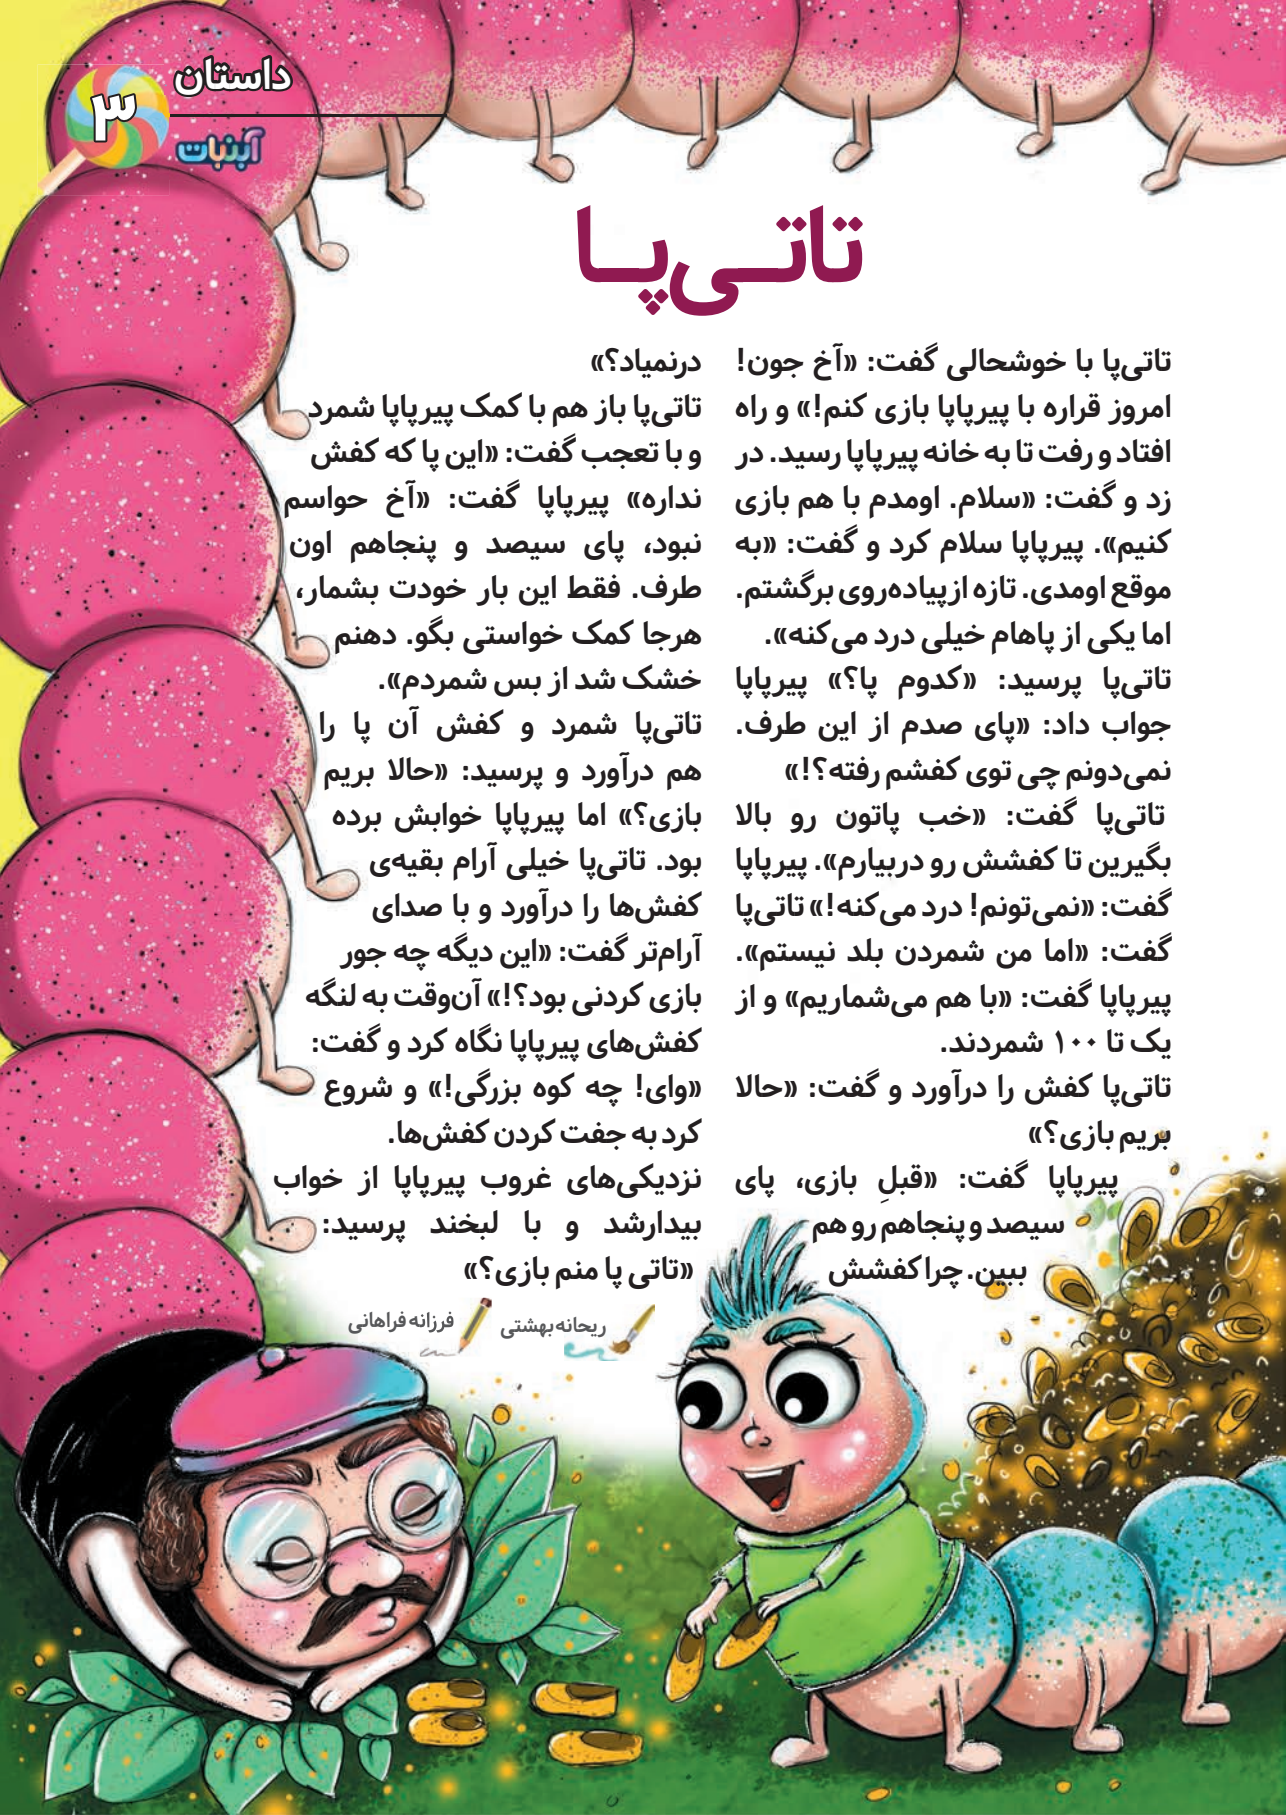 داستان
۳
آبنبات
تاتی‌پا
تاتی‌پا با خوشحالی گفت: «آخ جون!
امروز قراره با پیرپاپا بازی کنم!» و راه
افتاد و رفت تا به خانه پیرپاپا رسید. در
زد و گفت: «سلام. اومدم با هم بازی
کنیم». پیرپاپا سلام کرد و گفت: «به
موقع اومدی. تازه ازپیاده‌روی برگشتم.
اما یکی از پاهام خیلی درد می‌کنه».
تاتی‌پا پرسید: «کدوم پا؟» پیرپاپا
جواب داد: «پای صدم از این طرف.
نمی‌دونم چی توی کفشم رفته؟!»
تاتی‌پا گفت: «خب پاتون رو بالا
بگیرین تا کفشش رو دربیارم». پیرپاپا
گفت: «نمی‌تونم! درد می‌کنه!» تاتی‌پا
گفت: «اما من شمردن بلد نیستم».
پیرپاپا گفت: «با هم می‌شماریم» و از
یک تا ۱۰۰ شمردند.
تاتی‌پا کفش را درآورد و گفت: «حالا
بریم بازی؟»
پیرپاپا گفت: «قبلِ بازی، پای
سیصد و پنجاهم رو هم
ببین. چرا کفشش
درنمیاد؟»
تاتی‌پا باز هم با کمک پیرپاپا شمرد
و با تعجب گفت: «این پا که کفش
نداره» پیرپاپا گفت: «آخ حواسم
نبود، پای سیصد و پنجاهم اون
طرف. فقط این بار خودت بشمار،
هرجا کمک خواستی بگو. دهنم
خشک شد از بس شمردم».
تاتی‌پا شمرد و کفش آن پا را
هم درآورد و پرسید: «حالا بریم
بازی؟» اما پیرپاپا خوابش برده
بود. تاتی‌پا خیلی آرام بقیه‌ی
کفش‌ها را درآورد و با صدای
آرام‌تر گفت: «این دیگه چه جور
بازی کردنی بود؟!» آن‌وقت به لنگه
کفش‌های پیرپاپا نگاه کرد و گفت:
«وای! چه کوه بزرگی!» و شروع
کرد به جفت کردن کفش‌ها.
نزدیکی‌های غروب پیرپاپا از خواب
بیدارشد و با لبخند پرسید:
«تاتی پا منم بازی؟»
ریحانه بهشتی
فرزانه فراهانی